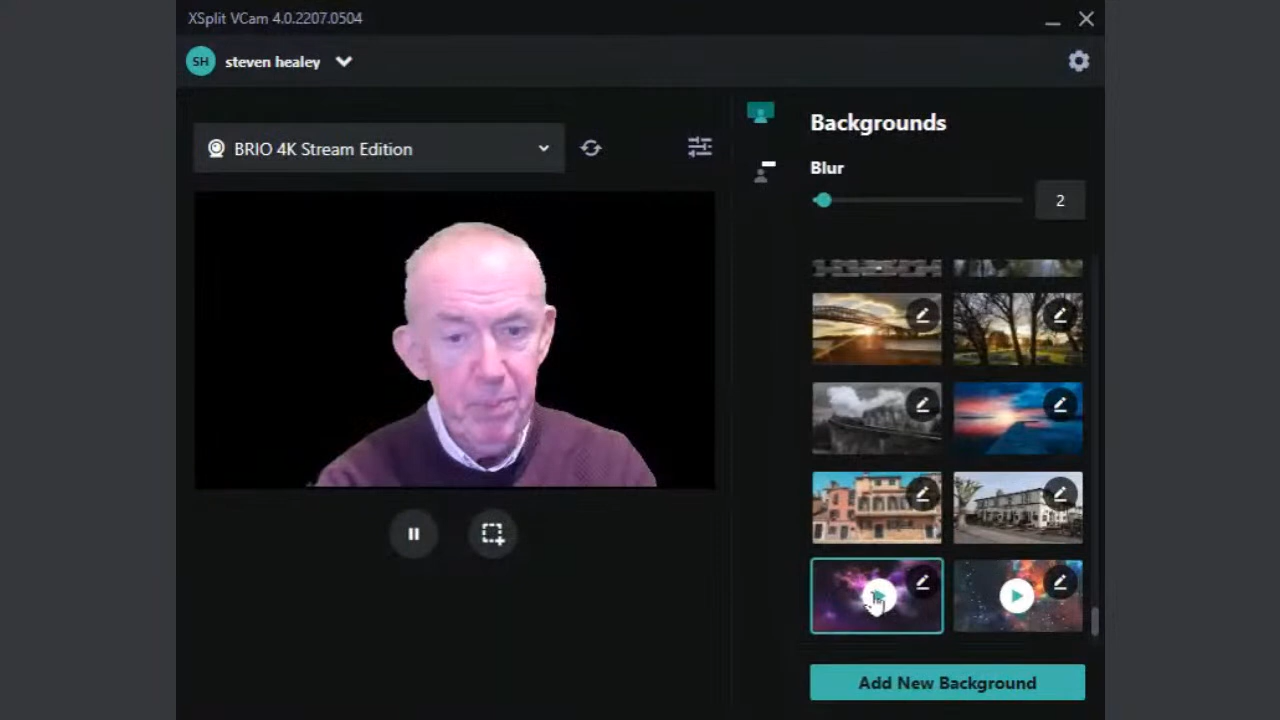 XSplit VCam 4.0.2207.0504
SH steven healey
BRIO 4K Stream Edition
Backgrounds
Blur
2
Add New Background